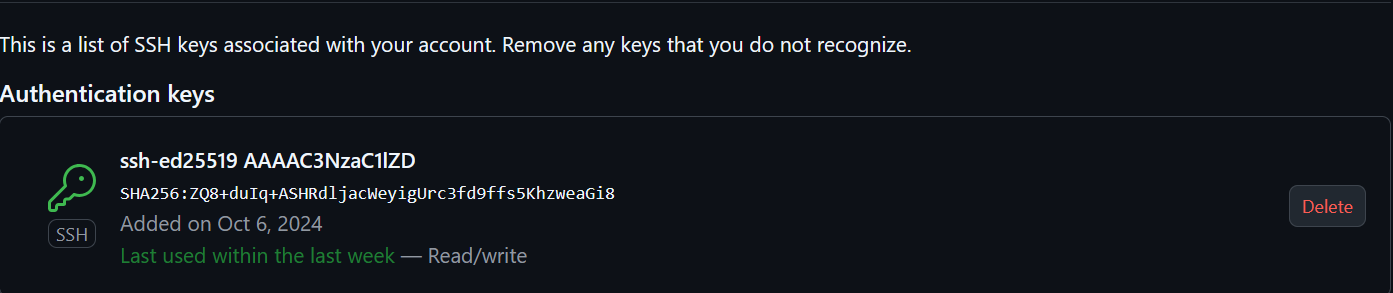 This is a list of SSH keys associated with your account. Remove any keys that you do not recognize.
Authentication keys
ssh-ed25519 AAAAC3NzaC1lZD
SHA256:ZQ8+duIq+ASHRdljacWeyigUrc3fd9ffs5KhzweaGi8
Added on Oct 6, 2024
Last used within the last week — Read/write
SSH
Delete